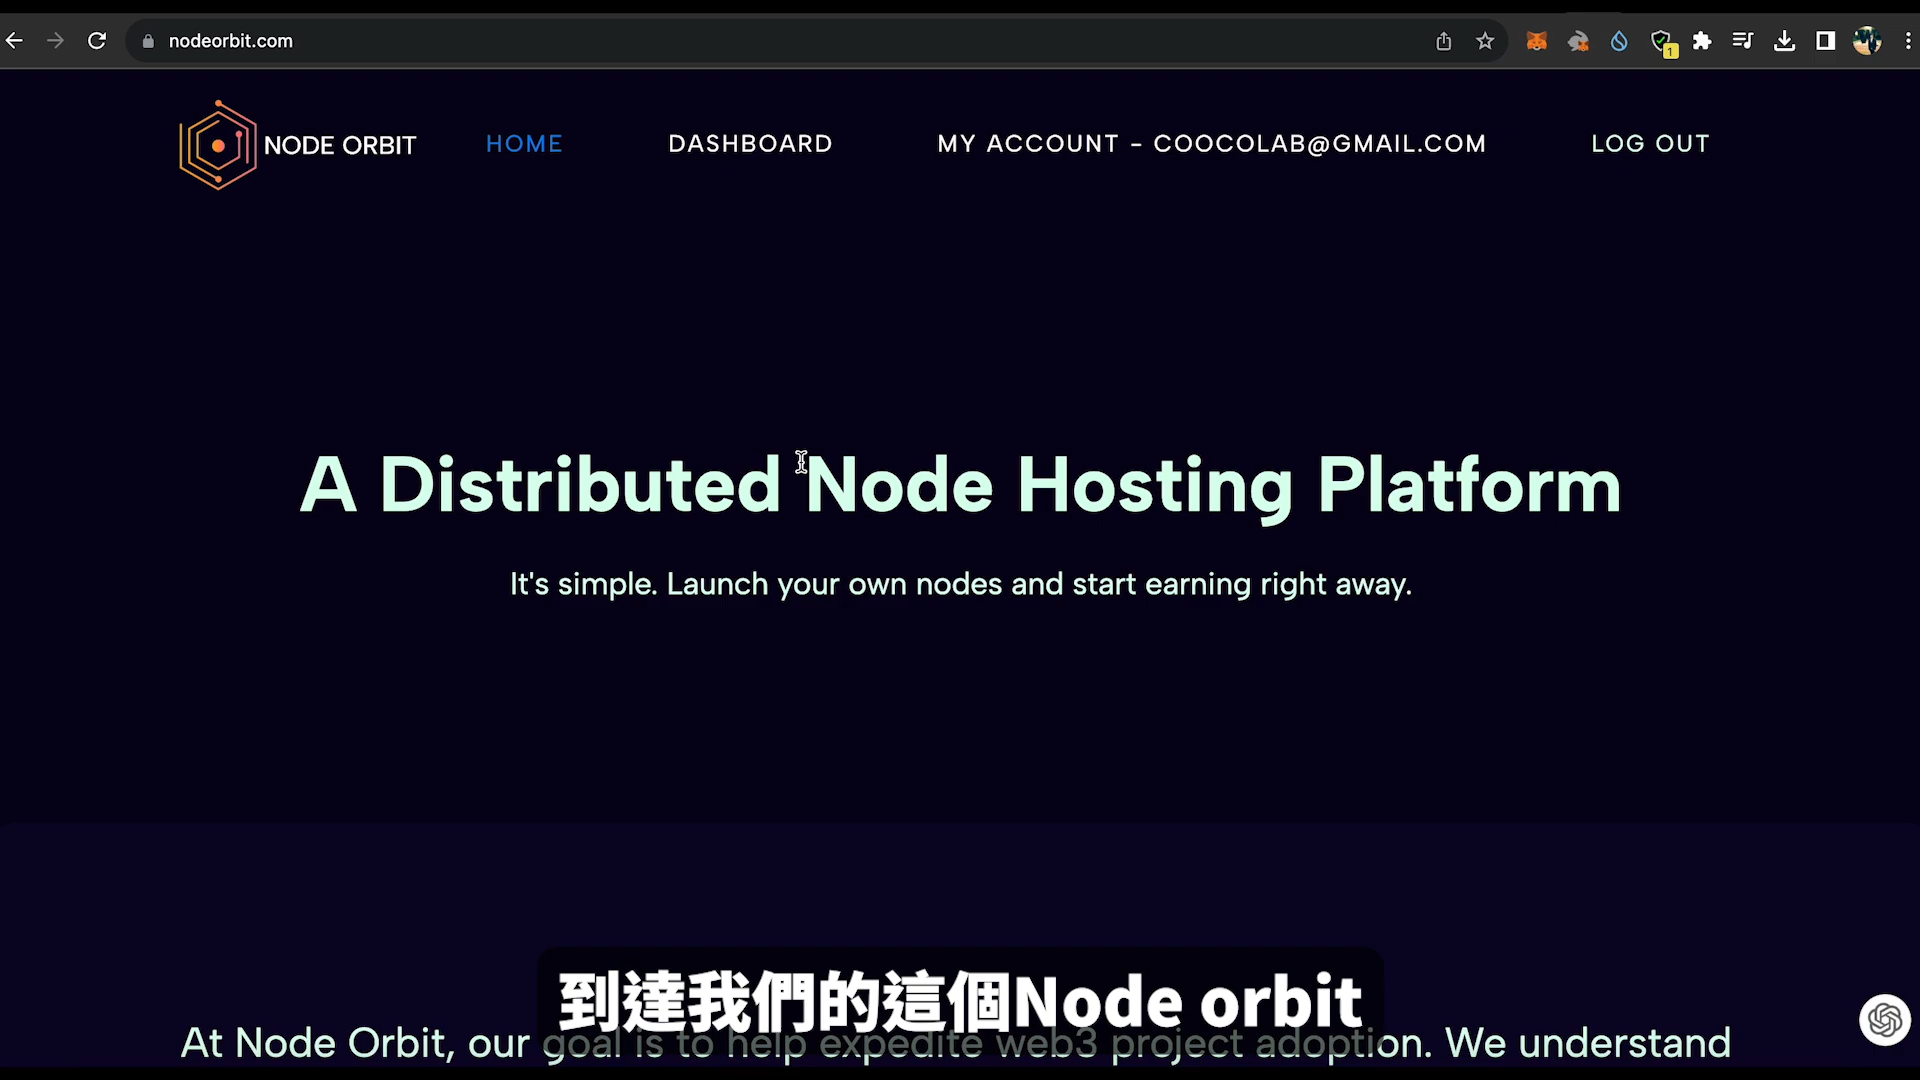 nodeorbit.com
1
NODE ORBIT HOME DASHBOARD MY ACCOUNT - COOCOLAB@GMAIL.COM LOG OUT
A Distributed Node Hosting Platform
It's simple. Launch your own nodes and start earning right away.
到達我們的這個Node orbit
At Node Orbit, our goal is to help expedite web3 project adoption. We understand